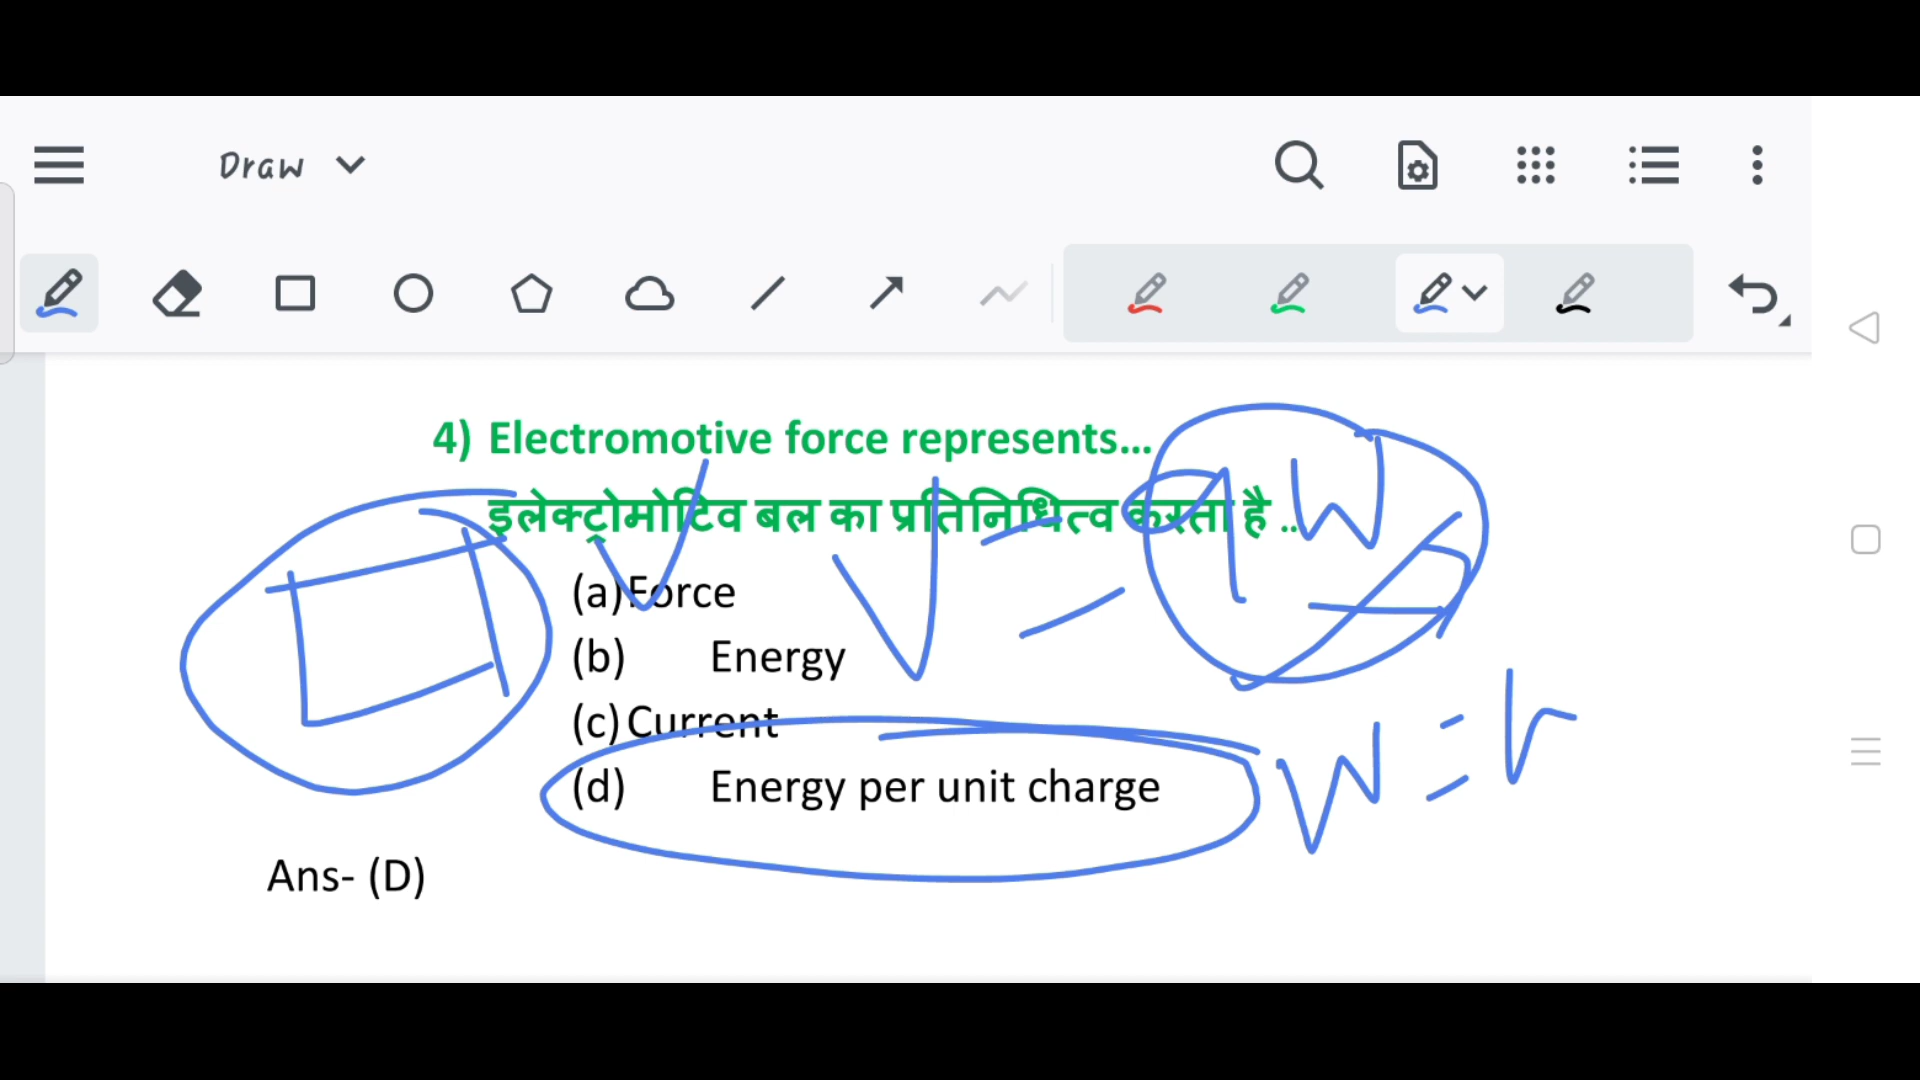 Draw
4) Electromotive force represents...
इलेक्ट्रोमोटिव बल का प्रतिनिधित्व करता है ..
(a) Force
(b) Energy
(c) Current
(d) Energy per unit charge
Ans- (D)